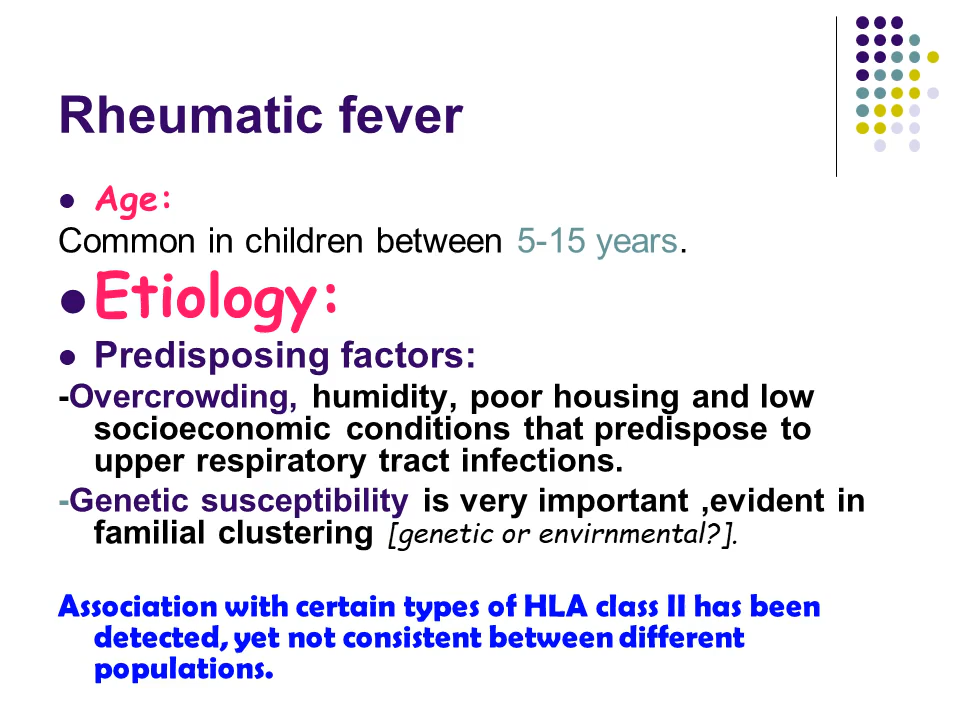 Rheumatic fever
● Age:
Common in children between 5-15 years.
● Etiology:
● Predisposing factors:
-Overcrowding, humidity, poor housing and low
socioeconomic conditions that predispose to
upper respiratory tract infections.
-Genetic susceptibility is very important ,evident in
familial clustering [genetic or envirnmental?].
Association with certain types of HLA class II has been
detected, yet not consistent between different
populations.